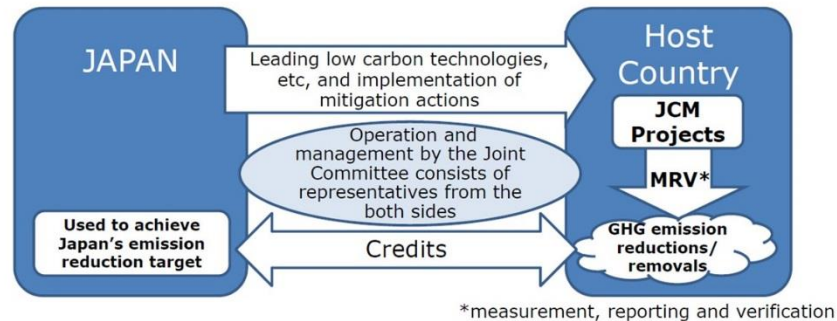 JAPAN
Leading low carbon technologies,
etc, and implementation of
mitigation actions
Host
Country
JCM
Projects
Operation and
management by the Joint
Committee consists of
representatives from the
both sides
MRV*
Used to achieve
Japan's emission
reduction target
Credits
GHG emission
reductions/
removals
*measurement, reporting and verification